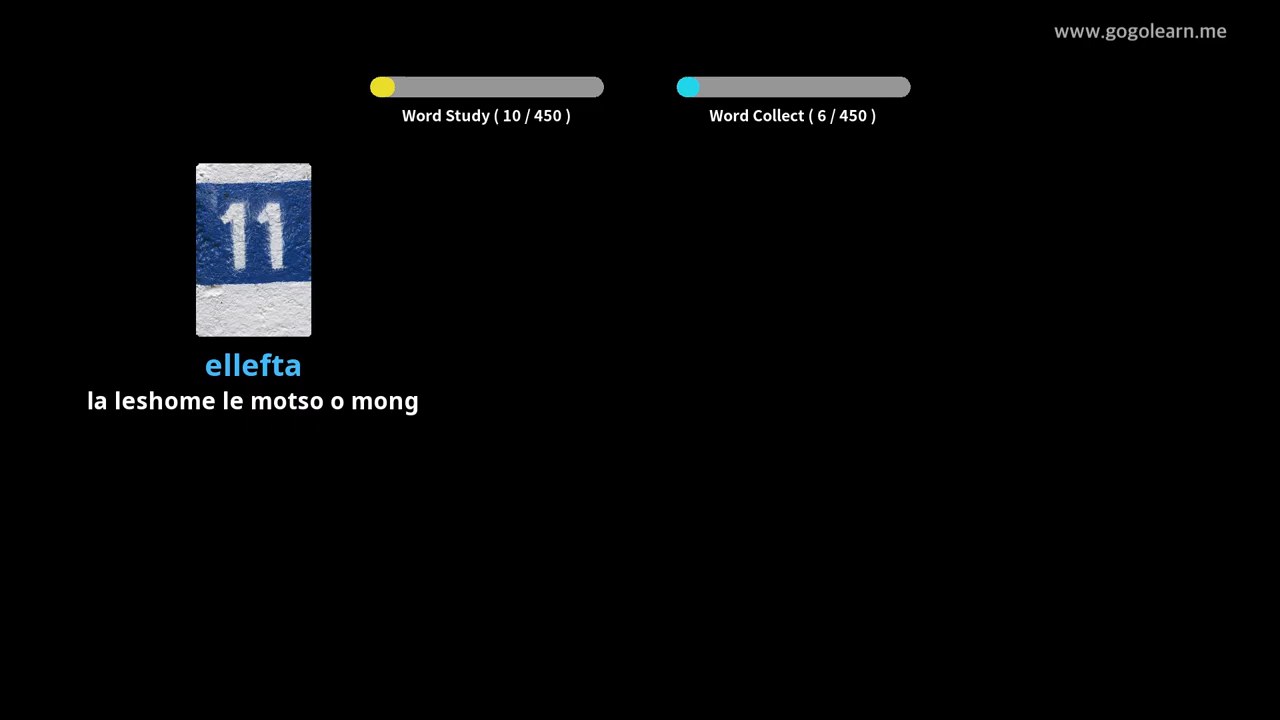 www.gogolearn.me
Word Study ( 10 / 450 )
Word Collect ( 6 / 450 )
11
ellefta
la leshome le motso o mong